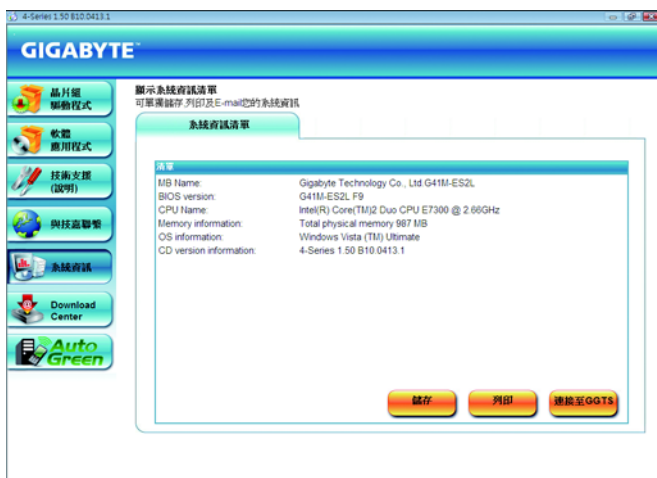 4-Series 1.50 B10.0413.1
GIGABYTE™
晶片組
驅動程式
軟體
應用程式
技術支援
(說明)
與技嘉聯繫
系統資訊
Download
Center
Auto
Green
顯示系統資訊清單
可單獨儲存,列印及E-mail您的系統資訊
系統資訊清單
清單
MB Name: Gigabyte Technology Co., Ltd.G41M-ES2L
BIOS version: G41M-ES2L F9
CPU Name: Intel(R) Core(TM)2 Duo CPU E7300 @ 2.66GHz
Memory information: Total physical memory 987 MB
OS information: Windows Vista (TM) Ultimate
CD version information: 4-Series 1.50 B10.0413.1
儲存
列印
連接至GGTS